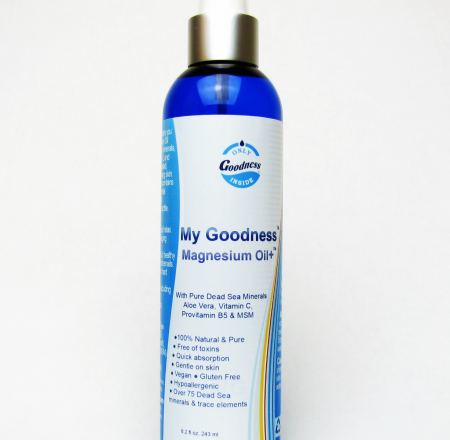 ONLY
Goodness
INSIDE
My Goodness™
Magnesium Oil+™
With Pure Dead Sea Minerals
Aloe Vera, Vitamin C,
Provitamin B5 & MSM
• 100% Natural & Pure
• Free of toxins
• Quick absorption
• Gentle on skin
• Vegan • Gluten Free
• Hypoallergenic
• Over 75 Dead Sea
minerals & trace elements
8.2 fl oz. 243 ml